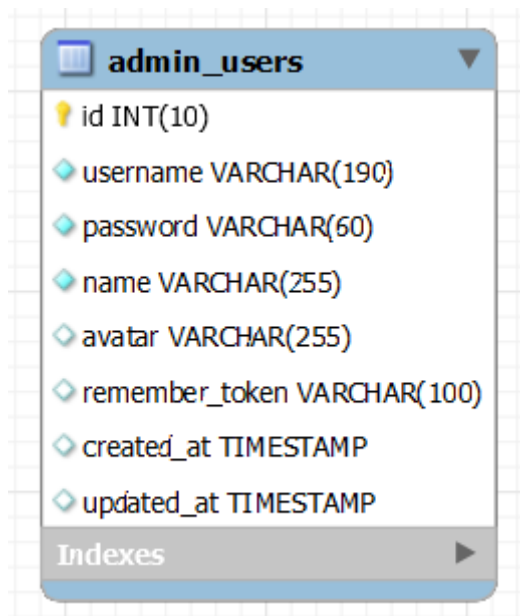 admin_users
id INT(10)
username VARCHAR(190)
password VARCHAR(60)
name VARCHAR(255)
avatar VARCHAR(255)
remember_token VARCHAR(100)
created_at TIMESTAMP
updated_at TIMESTAMP
Indexes